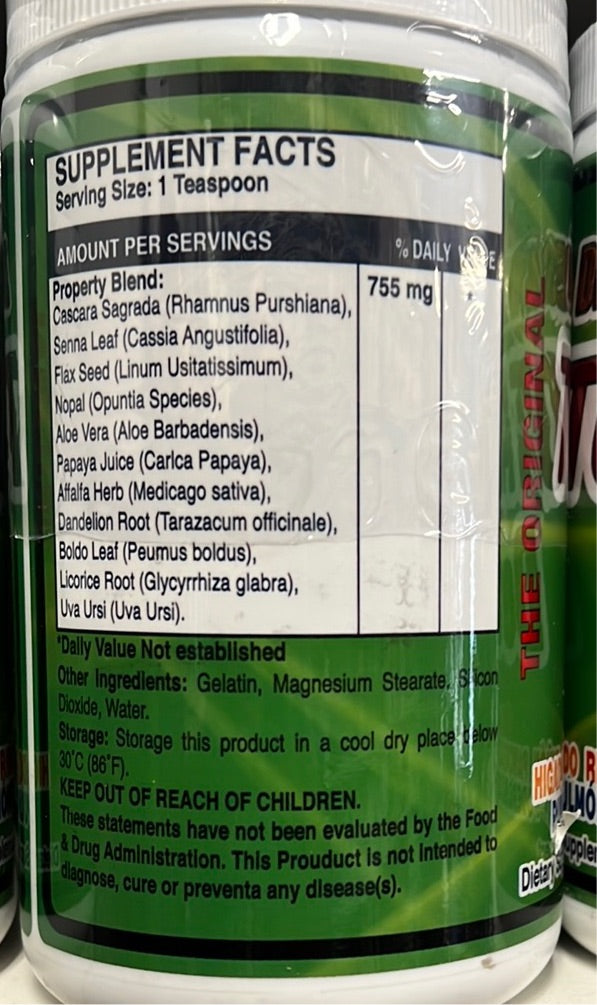 SUPPLEMENT FACTS
Serving Size: 1 Teaspoon
AMOUNT PER SERVINGS % DAILY
Property Blend: 755 mg *
Cascara Sagrada (Rhamnus Purshiana),
Senna Leaf (Cassia Angustifolia),
Flax Seed (Linum Usitatissimum),
Nopal (Opuntia Species),
Aloe Vera (Aloe Barbadensis),
Papaya Juice (Carica Papaya),
Alfalfa Herb (Medicago sativa),
Dandelion Root (Tarazacum officinale),
Boldo Leaf (Peumus boldus),
Licorice Root (Glycyrrhiza glabra),
Uva Ursi (Uva Ursi).
*Daily Value Not established
Other Ingredients: Gelatin, Magnesium Stearate. Silicon
Dioxide, Water.
Storage: Storage this product in a cool dry place below
30°C (86°F).
KEEP OUT OF REACH OF CHILDREN.
These statements have not been evaluated by the Food
& Drug Administration. This Prouduct is not Intended to
diagnose, cure or preventa any disease(s).
THE ORIGINAL
Dietary